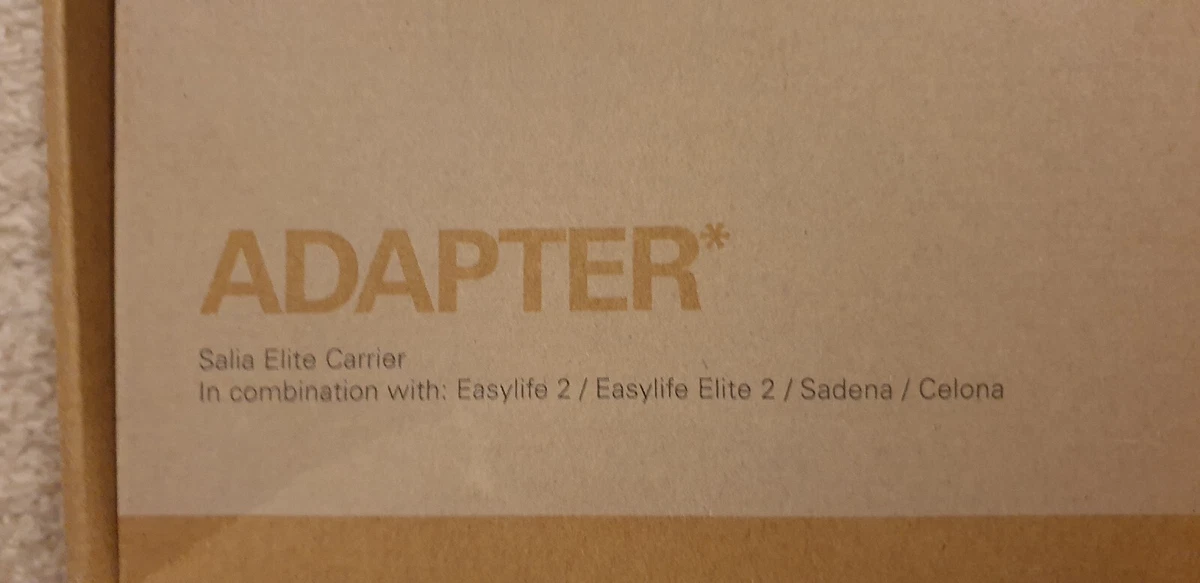 ADAPTER*
Salia Elite Carrier
In combination with: Easylife 2 / Easylife Elite 2 / Sadena / Celona